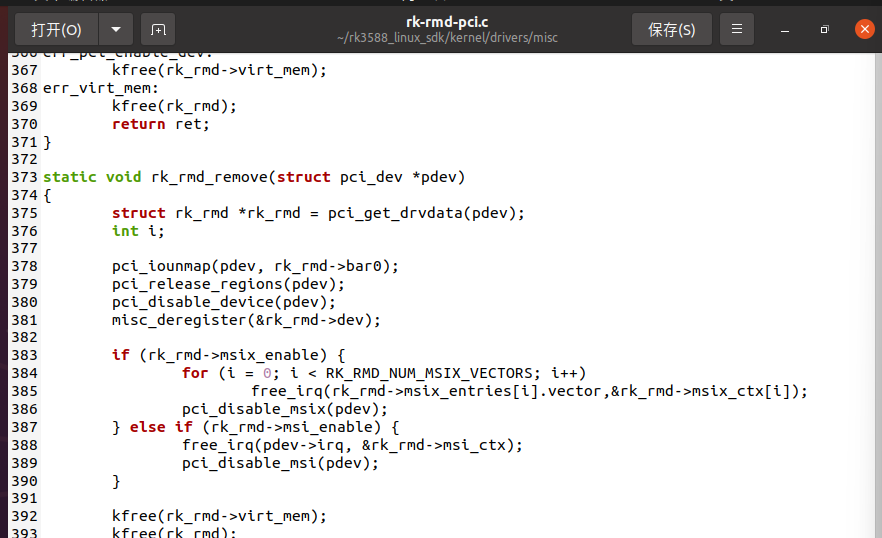 打开(O)
rk-rmd-pci.c
~/rk3588_linux_sdk/kernel/drivers/misc
保存(S)
366 err_pci_enable_dev:
367         kfree(rk_rmd->virt_mem);
368 err_virt_mem:
369         kfree(rk_rmd);
370         return ret;
371 }
372
373 static void rk_rmd_remove(struct pci_dev *pdev)
374 {
375         struct rk_rmd *rk_rmd = pci_get_drvdata(pdev);
376         int i;
377
378         pci_iounmap(pdev, rk_rmd->bar0);
379         pci_release_regions(pdev);
380         pci_disable_device(pdev);
381         misc_deregister(&rk_rmd->dev);
382
383         if (rk_rmd->msix_enable) {
384                 for (i = 0; i < RK_RMD_NUM_MSIX_VECTORS; i++)
385                         free_irq(rk_rmd->msix_entries[i].vector,&rk_rmd->msix_ctx[i]);
386                 pci_disable_msix(pdev);
387         } else if (rk_rmd->msi_enable) {
388                 free_irq(pdev->irq, &rk_rmd->msi_ctx);
389                 pci_disable_msi(pdev);
390         }
391
392         kfree(rk_rmd->virt_mem);
393         kfree(rk_rmd);